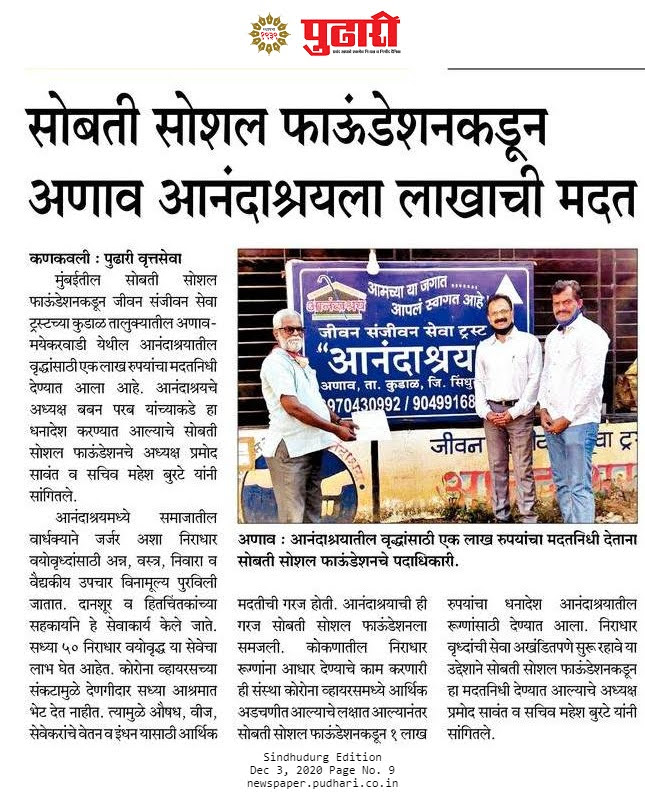 स्थापना
१९३९
पुढारी
सोबती सोशल फाऊंडेशनकडून
अणाव आनंदाश्रयला लाखाची मदत
कणकवली : पुढारी वृत्तसेवा
मुंबईतील सोबती सोशल
फाऊंडेशनकडून जीवन संजीवन सेवा
ट्रस्टच्या कुडाळ तालुक्यातील अणाव-
मयेकरवाडी येथील आनंदाश्रयातील
वृद्धांसाठी एक लाख रुपयांचा मदतनिधी
देण्यात आला आहे. आनंदाश्रयचे
अध्यक्ष बबन परब यांच्याकडे हा
धनादेश करण्यात आल्याचे सोबती
सोशल फाऊंडेशनचे अध्यक्ष प्रमोद
सावंत व सचिव महेश बुरटे यांनी
सांगितले.
आनंदाश्रयमध्ये समाजातील
वार्धक्याने जर्जर अशा निराधार
वयोवृध्दांसाठी अन्न, वस्त्र, निवारा व
वैद्यकीय उपचार विनामूल्य पुरविली
जातात. दानशूर व हितचिंतकांच्या
सहकार्याने हे सेवाकार्य केले जाते.
सध्या ५० निराधार वयोवृद्ध या सेवेचा
लाभ घेत आहेत. कोरोना व्हायरसच्या
संकटामुळे देणगीदार सध्या आश्रमात
भेट देत नाहीत. त्यामुळे औषध, वीज,
सेवेकरांचे वेतन व इंधन यासाठी आर्थिक
आमच्या या जगात ......
आपलं स्वागत आहे!
आनंदाश्रय
जीवन संजीवन सेवा ट्रस्ट
"आनंदाश्रय
अणाव, ता. कुडाळ, जि. सिंधु
970430992 / 9049916
जीवन
सेवा ट्रस
अणाव : आनंदाश्रयातील वृद्धांसाठी एक लाख रुपयांचा मदतनिधी देताना
सोबती सोशल फाऊंडेशनचे पदाधिकारी.
मदतीची गरज होती. आनंदाश्रयाची ही
गरज सोबती सोशल फाऊंडेशनला
समजली. कोकणातील निराधार
रूग्णांना आधार देण्याचे काम करणारी
ही संस्था कोरोना व्हायरसमध्ये आर्थिक
अडचणीत आल्याचे लक्षात आल्यानंतर
सोबती सोशल फाऊंडेशनकडून १ लाख
रुपयांचा धनादेश आनंदाश्रयातील
रूग्णांसाठी देण्यात आला. निराधार
वृध्दांची सेवा अखंडितपणे सुरू रहावे या
उद्देशाने सोबती सोशल फाऊंडेशनकडून
हा मदतनिधी देण्यात आल्याचे अध्यक्ष
प्रमोद सावंत व सचिव महेश बुरटे यांनी
सांगितले.
Sindhudurg Edition
Dec 3, 2020 Page No. 9
newspaper.pudhari.co.in